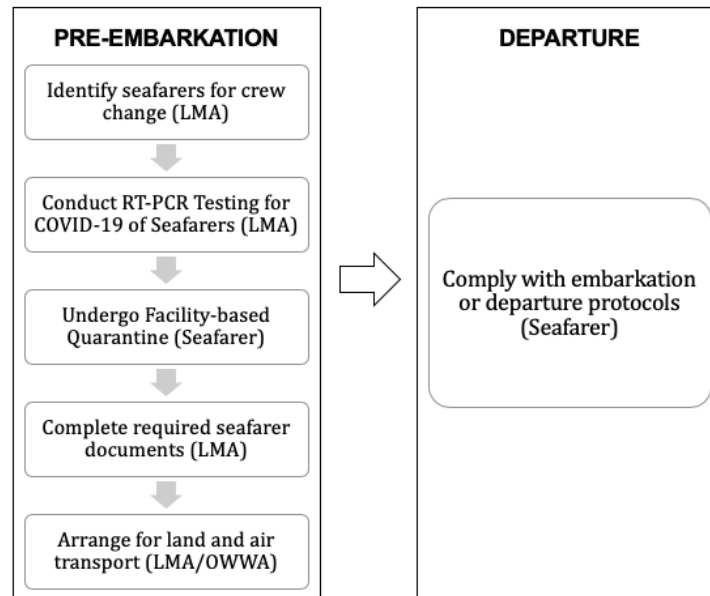 PRE-EMBARKATION
Identify seafarers for crew
change (LMA)
Conduct RT-PCR Testing for
COVID-19 of Seafarers (LMA)
Undergo Facility-based
Quarantine (Seafarer)
Complete required seafarer
documents (LMA)
Arrange for land and air
transport (LMA/OWWA)
DEPARTURE
Comply with embarkation
or departure protocols
(Seafarer)